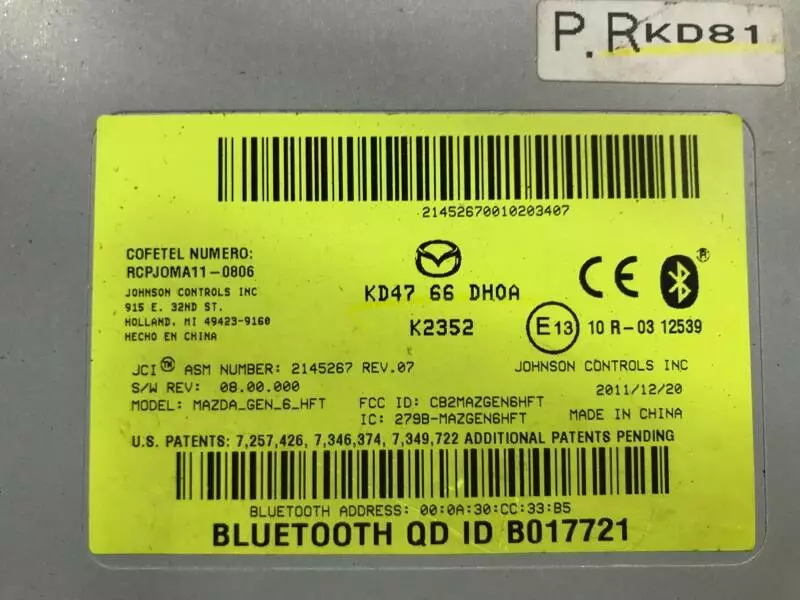 P.RKD81
21452670010203407
COFETEL NUMERO:
RCPJOMA11-0806
JOHNSON CONTROLS INC
915 E. 32ND ST.
HOLLAND, MI 49423-9160
HECHO EN CHINA
KD47 66 DH0A
K2352
CE
®
E13 10 R-03 12539
JCI™ ASM NUMBER: 2145267 REV.07
JOHNSON CONTROLS INC
S/W REV: 08.00.000
2011/12/20
MODEL: MAZDA_GEN_6_HFT
FCC ID: CB2MAZGEN6HFT
IC: 279B-MAZGEN6HFT
MADE IN CHINA
U.S. PATENTS: 7,257,426, 7,346,374, 7,349,722 ADDITIONAL PATENTS PENDING
BLUETOOTH ADDRESS: 00:0A:30:CC:33:B5
BLUETOOTH QD ID B017721